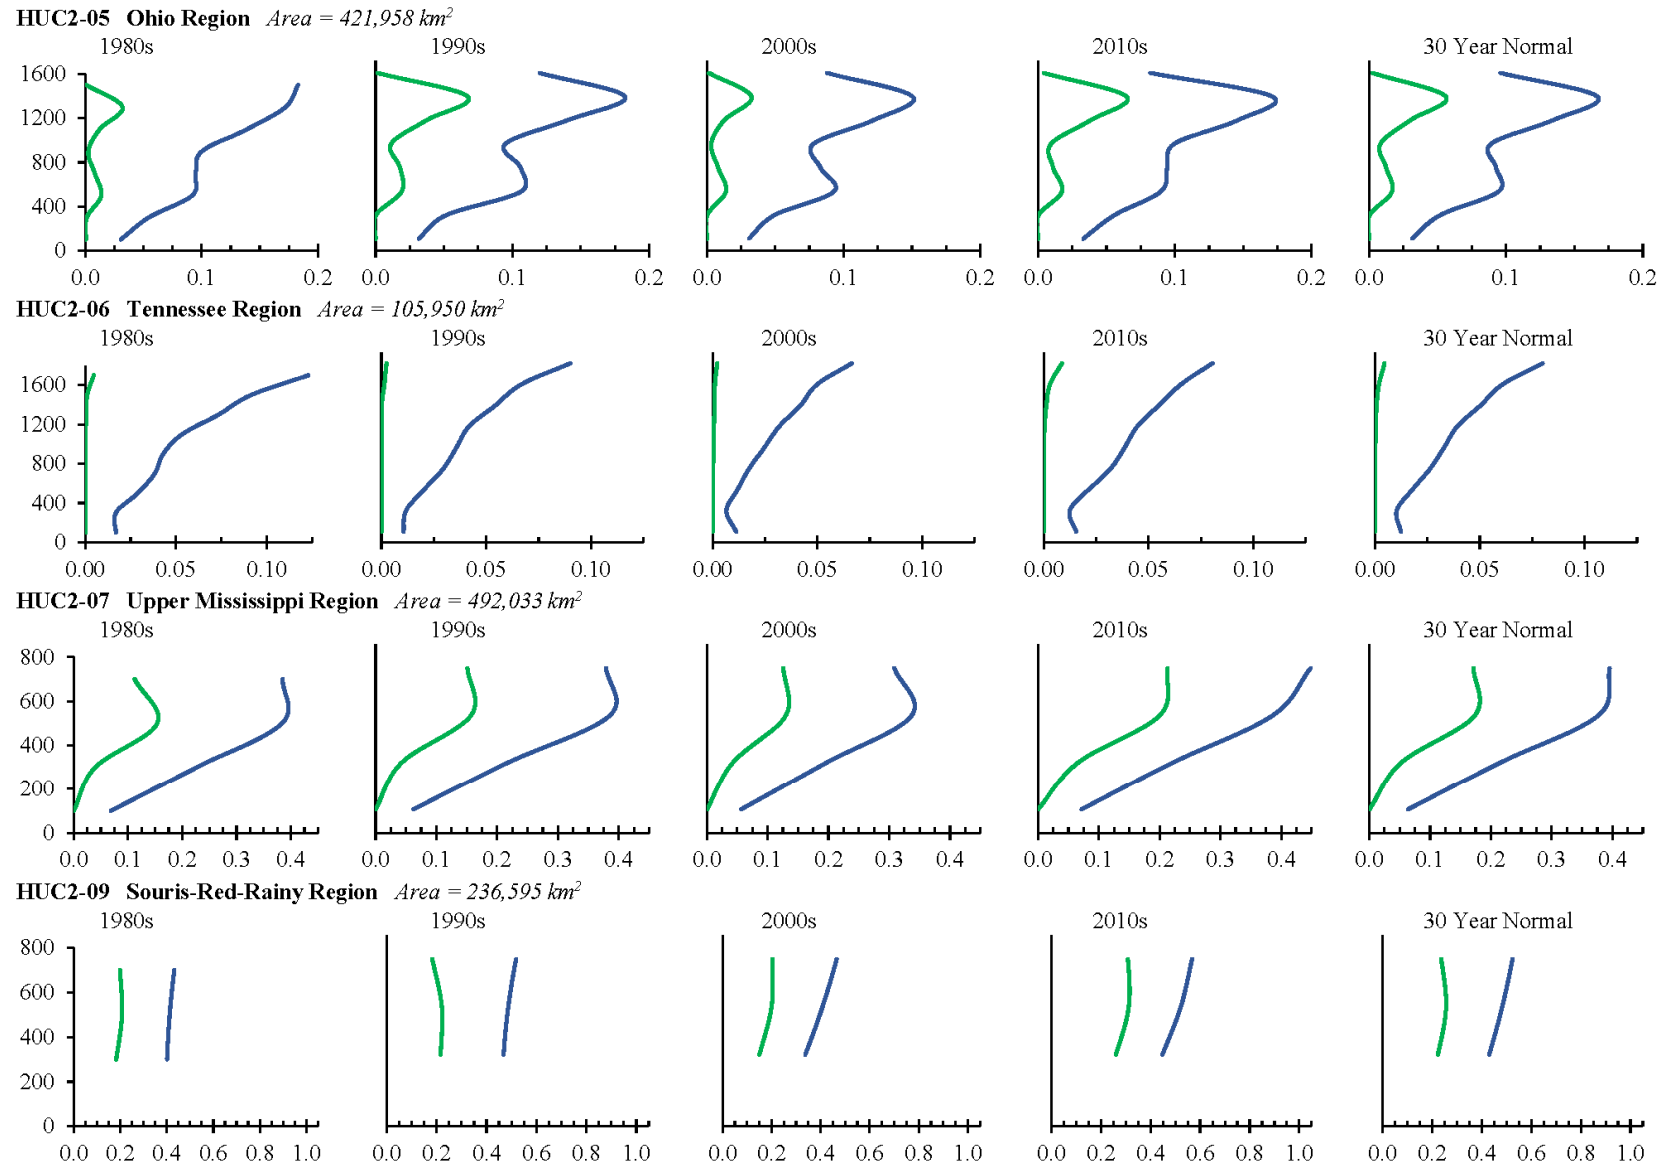 HUC2-05 Ohio Region Area = 421,958 km²
1980s 1990s 2000s 2010s 30 Year Normal
1600
1200
800
400
0
0.0 0.1 0.2 0.0 0.1 0.2 0.0 0.1 0.2 0.0 0.1 0.2 0.0 0.1 0.2
HUC2-06 Tennessee Region Area = 105,950 km²
1980s 1990s 2000s 2010s 30 Year Normal
1600
1200
800
400
0
0.00 0.05 0.10 0.00 0.05 0.10 0.00 0.05 0.10 0.00 0.05 0.10 0.00 0.05 0.10
HUC2-07 Upper Mississippi Region Area = 492,033 km²
1980s 1990s 2000s 2010s 30 Year Normal
800
600
400
200
0
0.0 0.1 0.2 0.3 0.4 0.0 0.1 0.2 0.3 0.4 0.0 0.1 0.2 0.3 0.4 0.0 0.1 0.2 0.3 0.4 0.0 0.1 0.2 0.3 0.4
HUC2-09 Souris-Red-Rainy Region Area = 236,595 km²
1980s 1990s 2000s 2010s 30 Year Normal
800
600
400
200
0
0.0 0.2 0.4 0.6 0.8 1.0 0.0 0.2 0.4 0.6 0.8 1.0 0.0 0.2 0.4 0.6 0.8 1.0 0.0 0.2 0.4 0.6 0.8 1.0 0.0 0.2 0.4 0.6 0.8 1.0